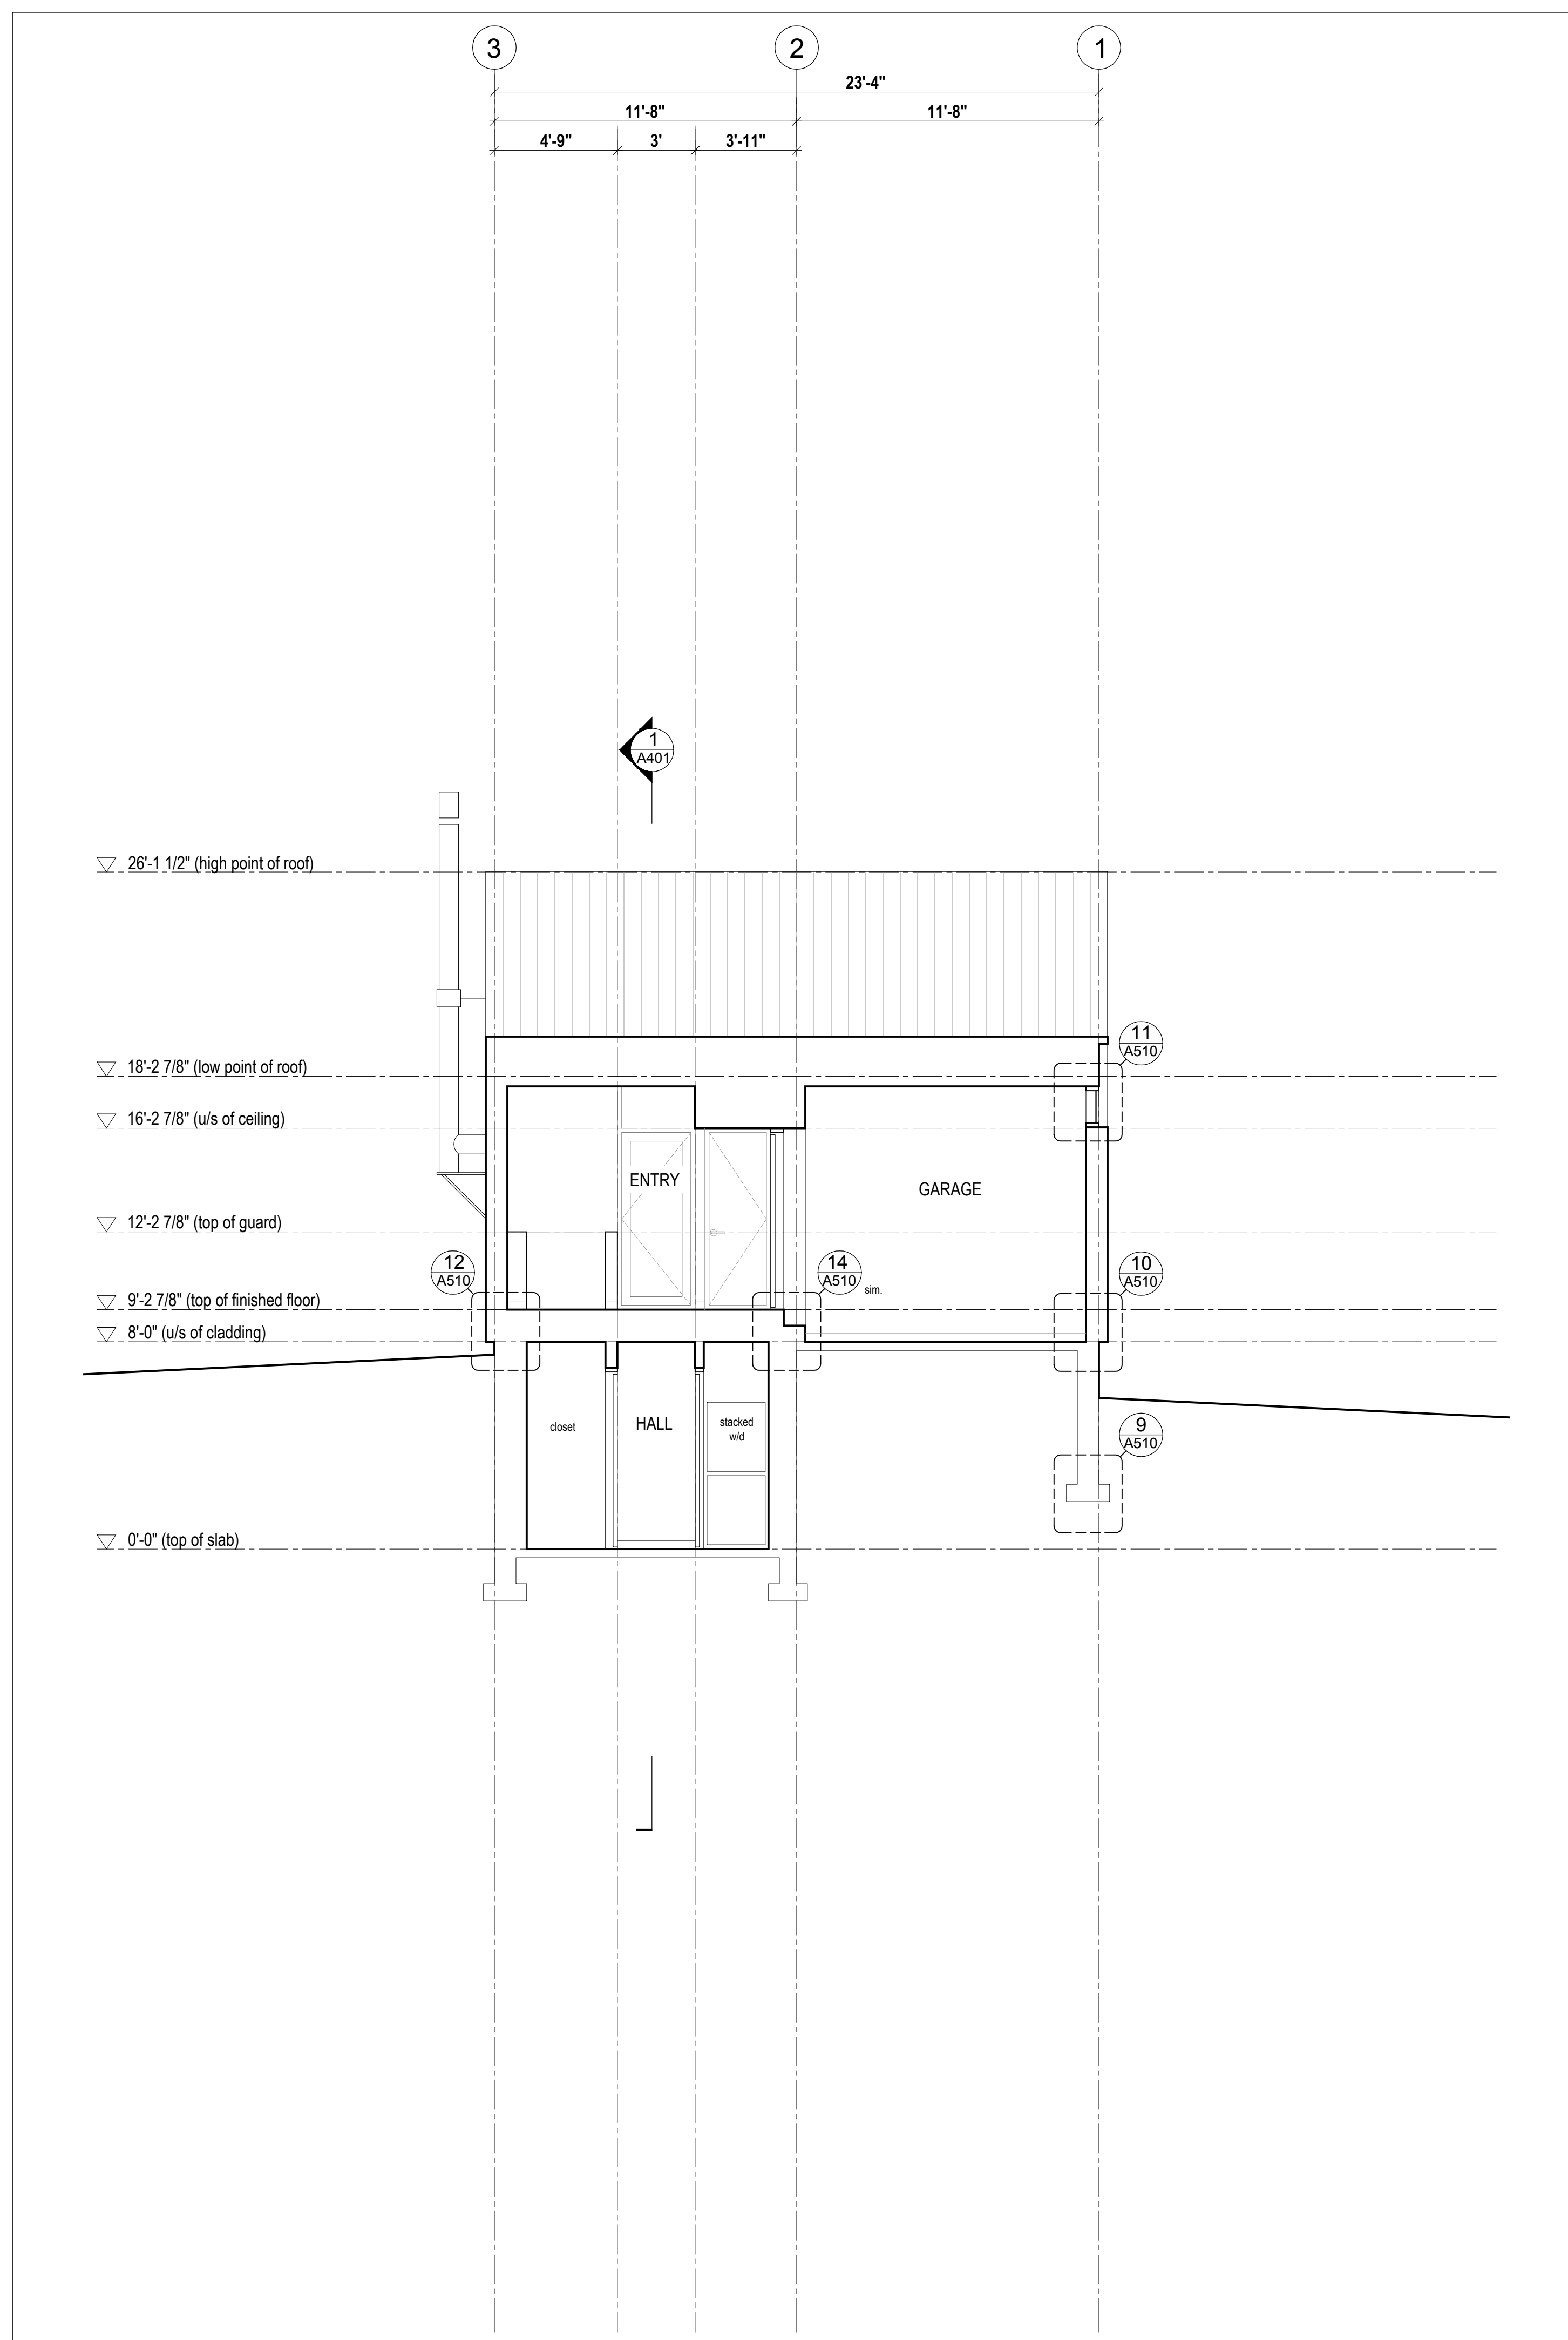 3
2
1
23'-4"
11'-8"
11'-8"
4'-9"
3'
3'-11"
1
A401
26'-1 1/2" (high point of roof)
11
A510
18'-2 7/8" (low point of roof)
16'-2 7/8" (u/s of ceiling)
ENTRY
GARAGE
12'-2 7/8" (top of guard)
12
A510
14
A510
sim.
10
A510
9'-2 7/8" (top of finished floor)
8'-0" (u/s of cladding)
closet
HALL
stacked
w/d
9
A510
0'-0" (top of slab)